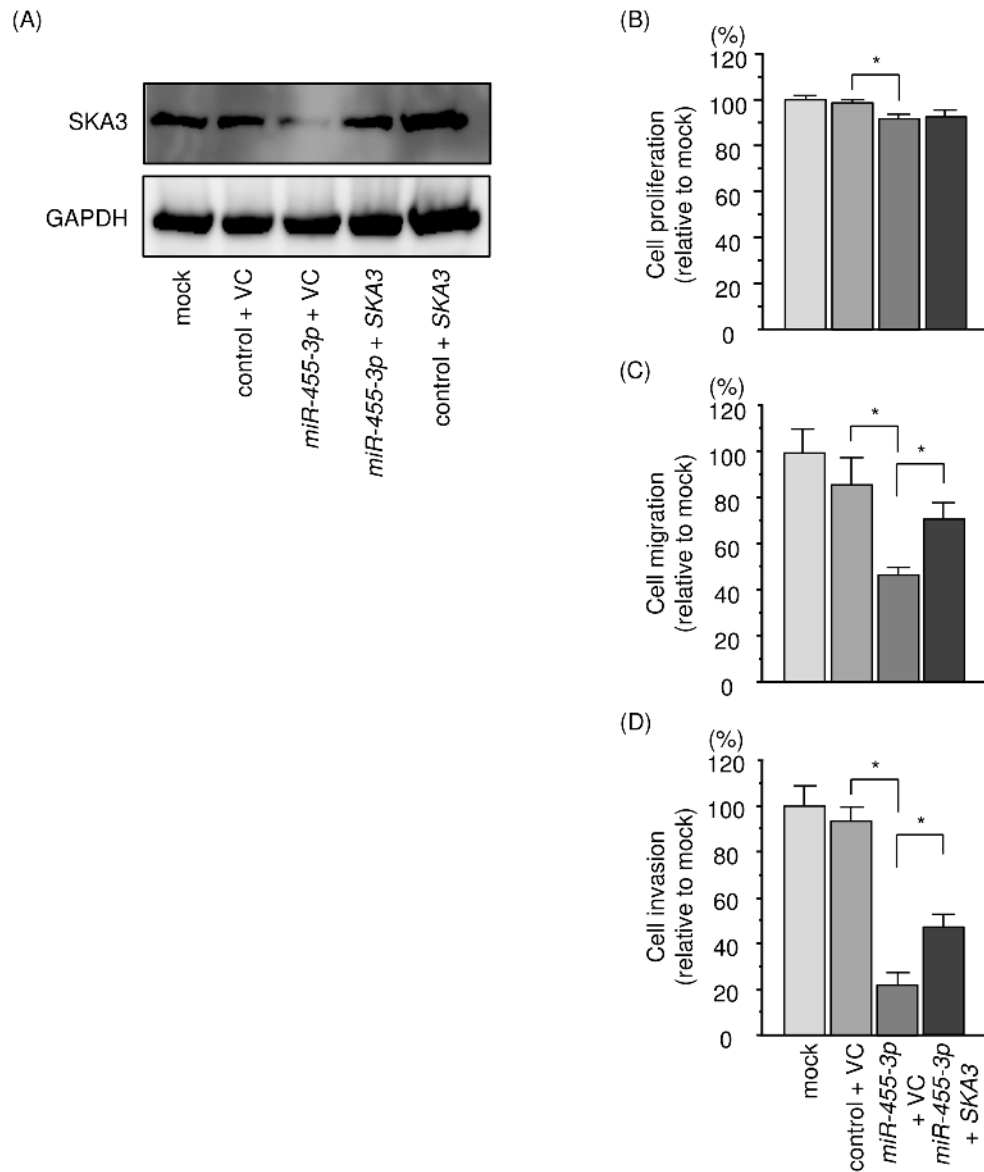 (A)
SKA3
GAPDH
mock
control + VC
miR-455-3p + VC
miR-455-3p + SKA3
control + SKA3
(B)
(%)
120
100
80
60
40
20
0
Cell proliferation
(relative to mock)
*
(C)
(%)
120
100
80
60
40
20
0
Cell migration
(relative to mock)
*
*
(D)
(%)
120
100
80
60
40
20
0
Cell invasion
(relative to mock)
*
*
mock
control + VC
miR-455-3p
+ VC
miR-455-3p
+ SKA3